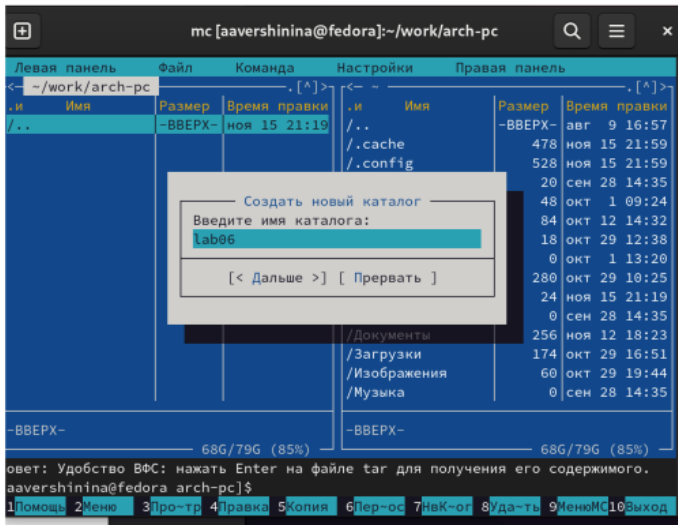 mc [aavershinina@fedora]:~/work/arch-pc
Левая панель Файл Команда Настройки Правая панель
<— ~/work/arch-pc .[^]>
<— ~ .[^]>
.и Имя Размер Время правки .и Имя Размер Время правки
/.. -ВВЕРХ- ноя 15 21:19 /.. -ВВЕРХ- авг 9 16:57
/.cache 478 ноя 15 21:59
/.config 528 ноя 15 21:59
20 сен 28 14:35
Создать новый каталог 48 окт 1 09:24
Введите имя каталога: 84 окт 12 14:32
lab06 18 окт 29 12:38
0 окт 1 13:20
[< Дальше >] [ Прервать ] 280 окт 29 10:25
24 ноя 15 21:19
0 сен 28 14:35
/Документы 256 ноя 12 18:23
/Загрузки 174 окт 29 16:51
/Изображения 60 окт 29 19:44
/Музыка 0 сен 28 14:35
-ВВЕРХ- -ВВЕРХ-
68G/79G (85%) 68G/79G (85%)
овет: Удобство ВФС: нажать Enter на файле tar для получения его содержимого.
aavershinina@fedora arch-pc]$
1Помощь 2Меню 3Про~тр 4Правка 5Копия 6Пер~ос 7НвК~ог 8Уда~ть 9МенюМС 10Выход